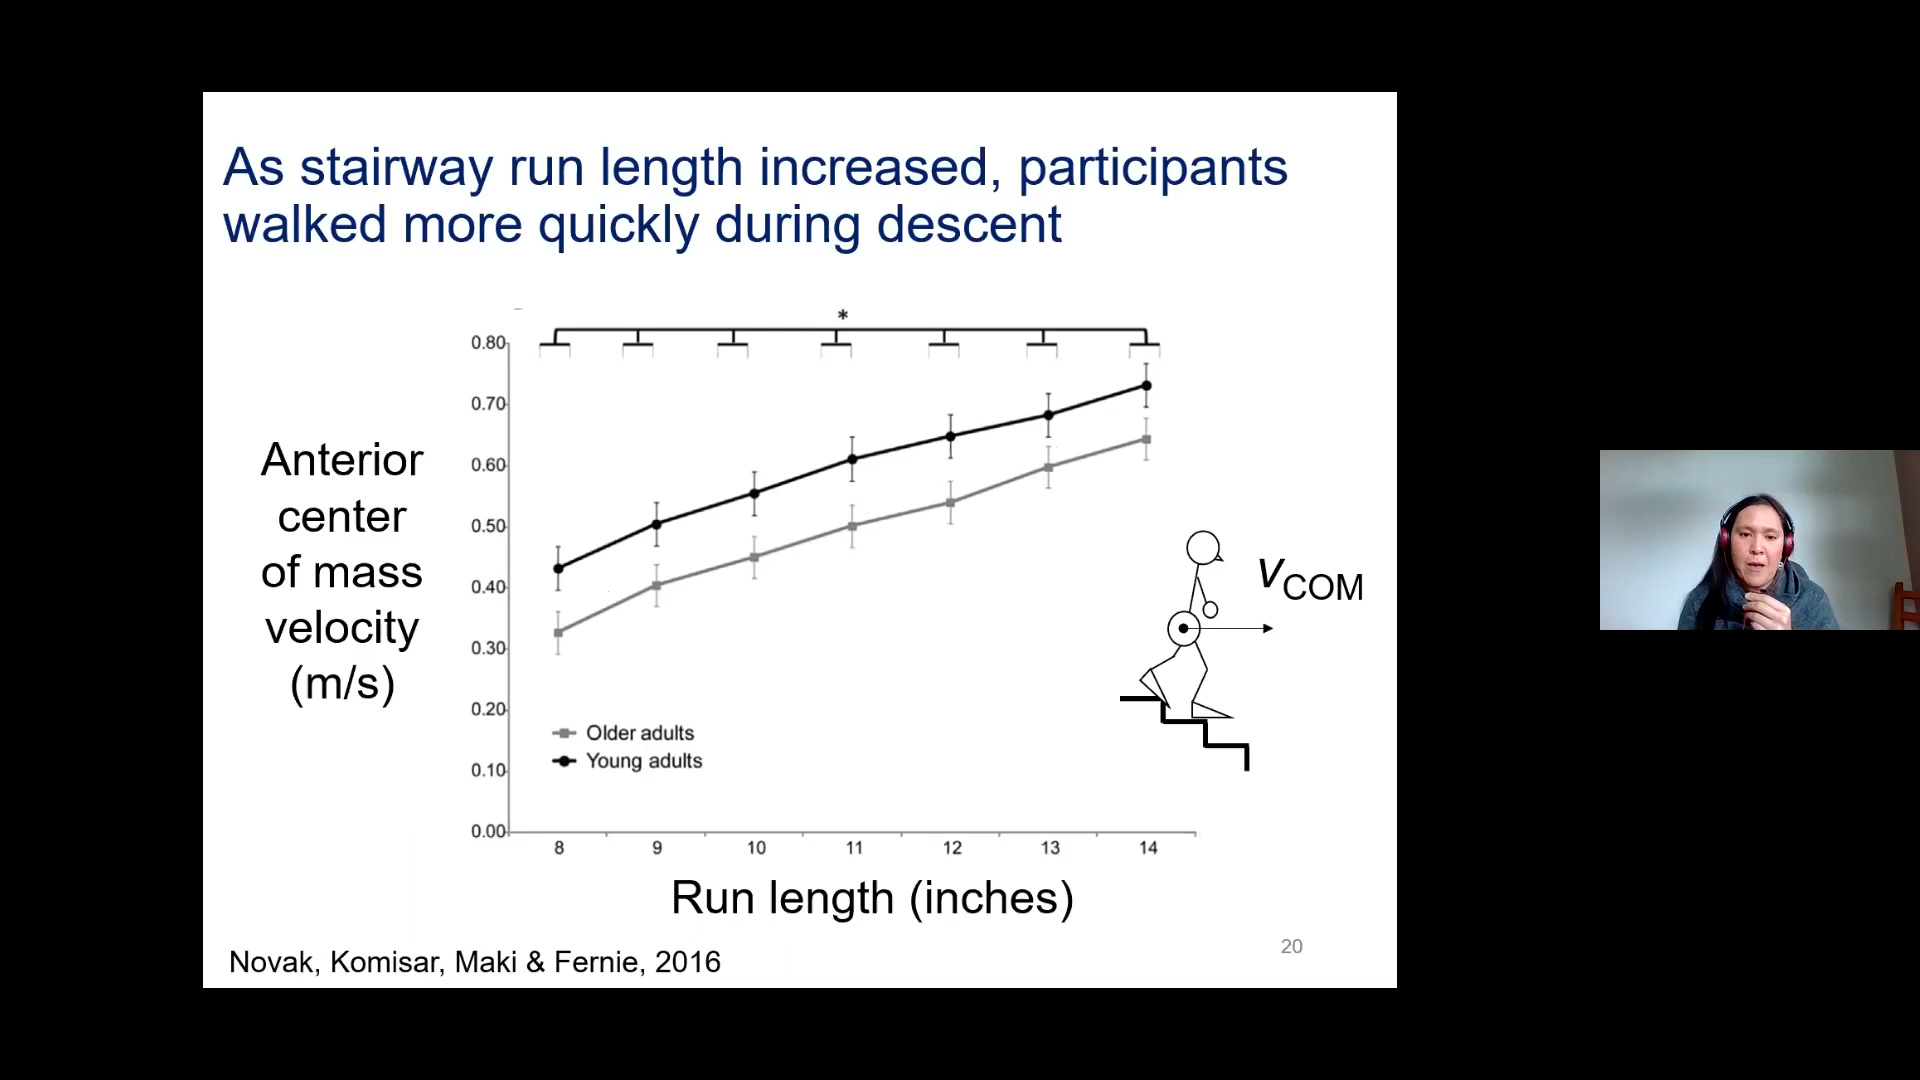 As stairway run length increased, participants
walked more quickly during descent
*
0.80
0.70
0.60
0.50
0.40
0.30
0.20
0.10
0.00
Anterior
center
of mass
velocity
(m/s)
Older adults
Young adults
vCOM
8 9 10 11 12 13 14
Run length (inches)
20
Novak, Komisar, Maki & Fernie, 2016